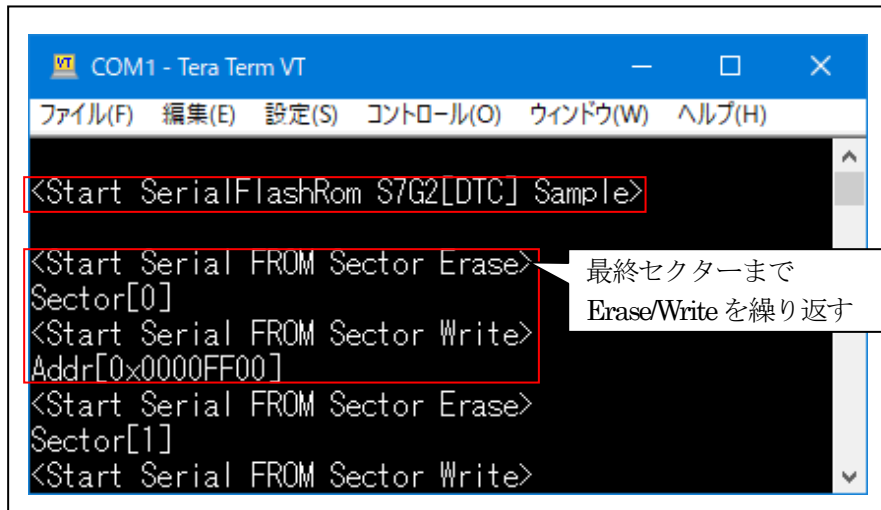 COM1 - Tera Term VT
ファイル(F) 編集(E) 設定(S) コントロール(O) ウィンドウ(W) ヘルプ(H)
<Start SerialFlashRom S7G2[DTC] Sample>
<Start Serial FROM Sector Erase>
Sector[0]
<Start Serial FROM Sector Write>
Addr[0x0000FF00]
<Start Serial FROM Sector Erase>
Sector[1]
<Start Serial FROM Sector Write>
最終セクターまで
Erase/Write を繰り返す